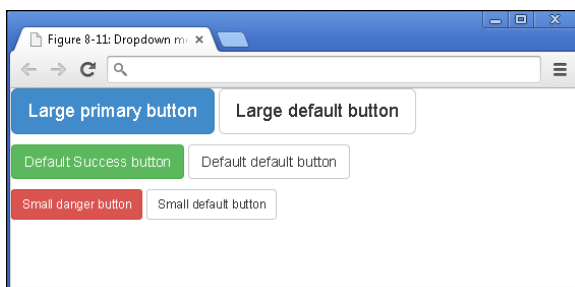 Figure 8-11: Dropdown m
Large primary button
Large default button
Default Success button
Default default button
Small danger button
Small default button